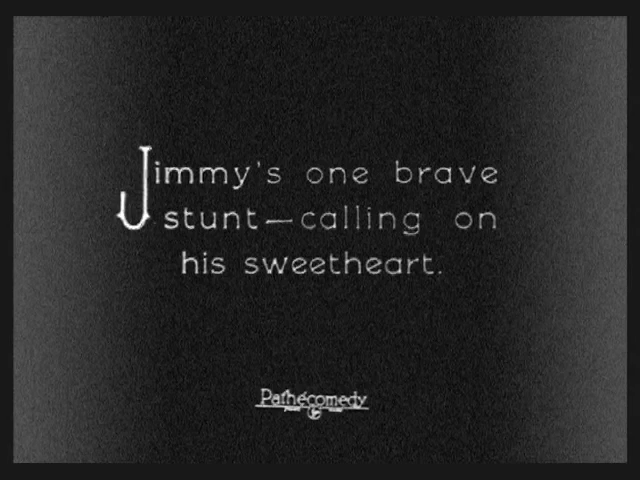 Jimmy's one brave
stunt—calling on
his sweetheart.
Pathécomedy